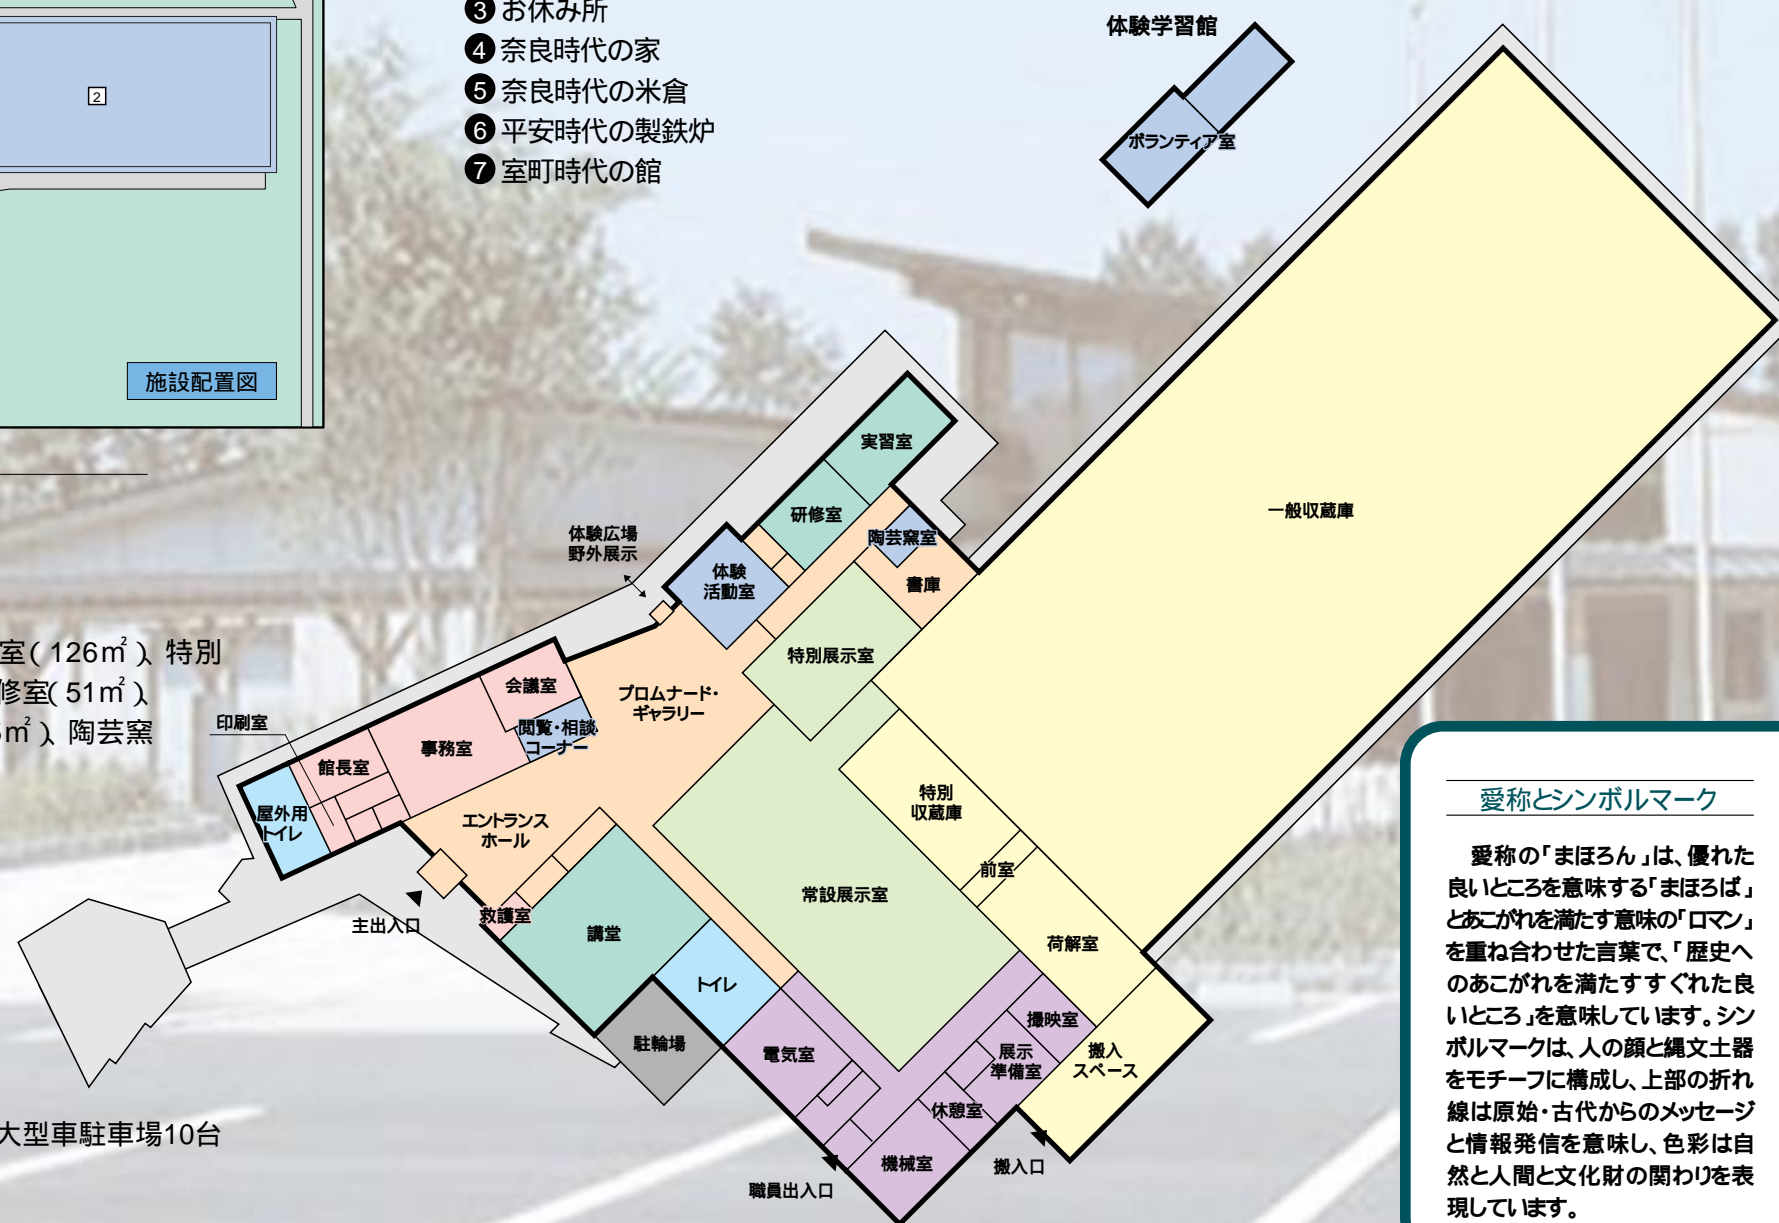 ③お休み所
④奈良時代の家
⑤奈良時代の米倉
⑥平安時代の製鉄炉
⑦室町時代の館
2
施設配置図
室(126㎡)、特別
修室(51㎡)、
㎡)、陶芸窯
大型車駐車場10台
体験学習館
ボランティア室
一般収蔵庫
実習室
研修室
陶芸窯室
書庫
体験広場
野外展示
体験
活動室
特別展示室
会議室
プロムナード・
ギャラリー
閲覧・相談
コーナー
印刷室
事務室
館長室
屋外用
トイレ
エントランス
ホール
特別
収蔵庫
前室
常設展示室
救護室
主出入口
講堂
荷解室
トイレ
撮映室
駐輪場
電気室
展示
準備室
搬入
スペース
休憩室
機械室
搬入口
職員出入口
愛称とシンボルマーク
愛称の「まほろん」は、優れた
良いところを意味する「まほろば」
とあこがれを満たす意味の「ロマン」
を重ね合わせた言葉で、「歴史へ
のあこがれを満たすすぐれた良
いところ」を意味しています。シン
ボルマークは、人の顔と縄文土器
をモチーフに構成し、上部の折れ
線は原始・古代からのメッセージ
と情報発信を意味し、色彩は自
然と人間と文化財の関わりを表
現しています。